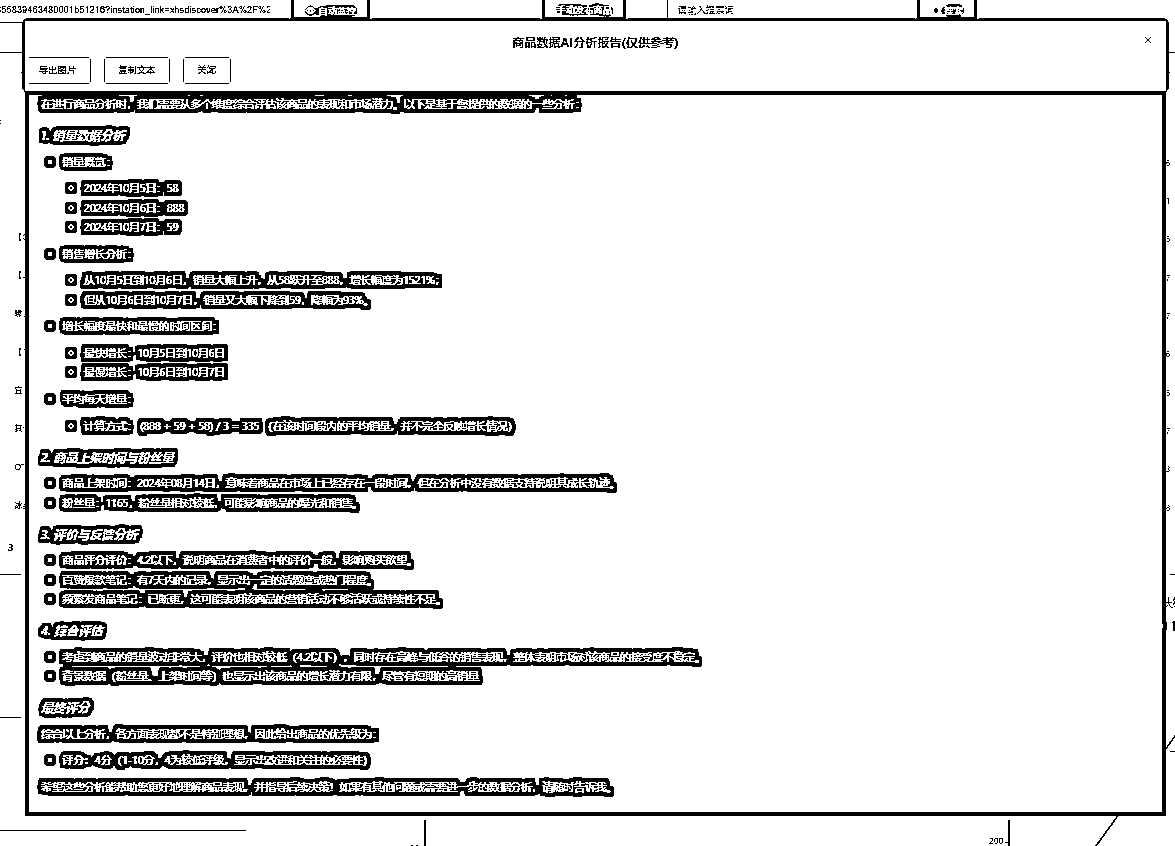 5583946348D001b51216?instation_link=xhsdiscover%3A%2F%2
自动监控
手动发布商品
请输入搜索词
商品数据AI分析报告(仅供参考)
×
导出图片 复制文本 关闭
在进行商品分析时，我们需要从多个维度综合评估该商品的表现和市场潜力。以下是基于您提供的数据的一些分析：
1. 销量数据分析
销量概览：
2024年10月5日：58
2024年10月6日：888
2024年10月7日：59
销售增长分析：
从10月5日到10月6日，销量大幅上升，从58跃升至888，增长幅度为1521%；
但从10月6日到10月7日，销量又大幅下降到59，降幅为93%。
增长幅度最快和最慢的时间区间：
最快增长：10月5日到10月6日
最慢增长：10月6日到10月7日
平均每天增量：
计算方式：(888 + 59 + 58) / 3 = 335（在该时间段内的平均销量，并不完全反映增长情况）
2. 商品上架时间与粉丝量
商品上架时间：2024年08月14日，意味着商品在市场上已经存在一段时间，但在分析中没有数据支持说明其成长轨迹。
粉丝量：1165，粉丝量相对较低，可能影响商品的曝光和销售。
3. 评价与反馈分析
商品评分评价：4.2以下，说明商品在消费者中的评价一般，影响购买欲望。
百赞爆款笔记：有7天内的记录，显示出一定的话题度或热门程度。
频繁发商品笔记：已断更，这可能表明该商品的营销活动不够活跃或持续性不足。
4. 综合评估
考虑到商品的销量波动非常大，评价也相对较低（4.2以下），同时存在高峰与低谷的销售表现，整体表明市场对该商品的接受度不稳定。
背景数据（粉丝量、上架时间等）也显示出该商品的增长潜力有限，尽管有短期的高销量
最终评分
综合以上分析，各方面表现都不是特别理想，因此给出商品的优先级为：
评分：4分（1-10分，4为较低评级，显示出改进和关注的必要性）
希望这些分析能帮助您更好地理解商品表现，并指导后续决策！如果有其他问题或需要进一步的数据分析，请随时告诉我。
3
200